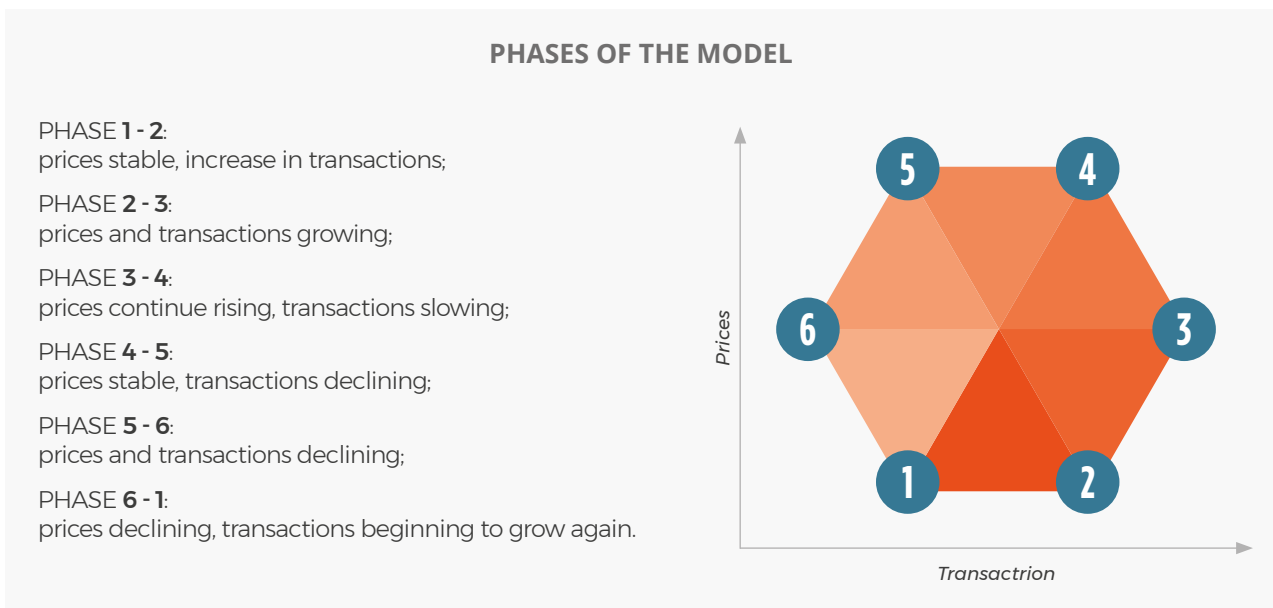 PHASES OF THE MODEL
PHASE 1 - 2:
prices stable, increase in transactions;
PHASE 2 - 3:
prices and transactions growing;
PHASE 3 - 4:
prices continue rising, transactions slowing;
PHASE 4 - 5:
prices stable, transactions declining;
PHASE 5 - 6:
prices and transactions declining;
PHASE 6 - 1:
prices declining, transactions beginning to grow again.
Prices
5
4
6
3
1
2
Transactrion